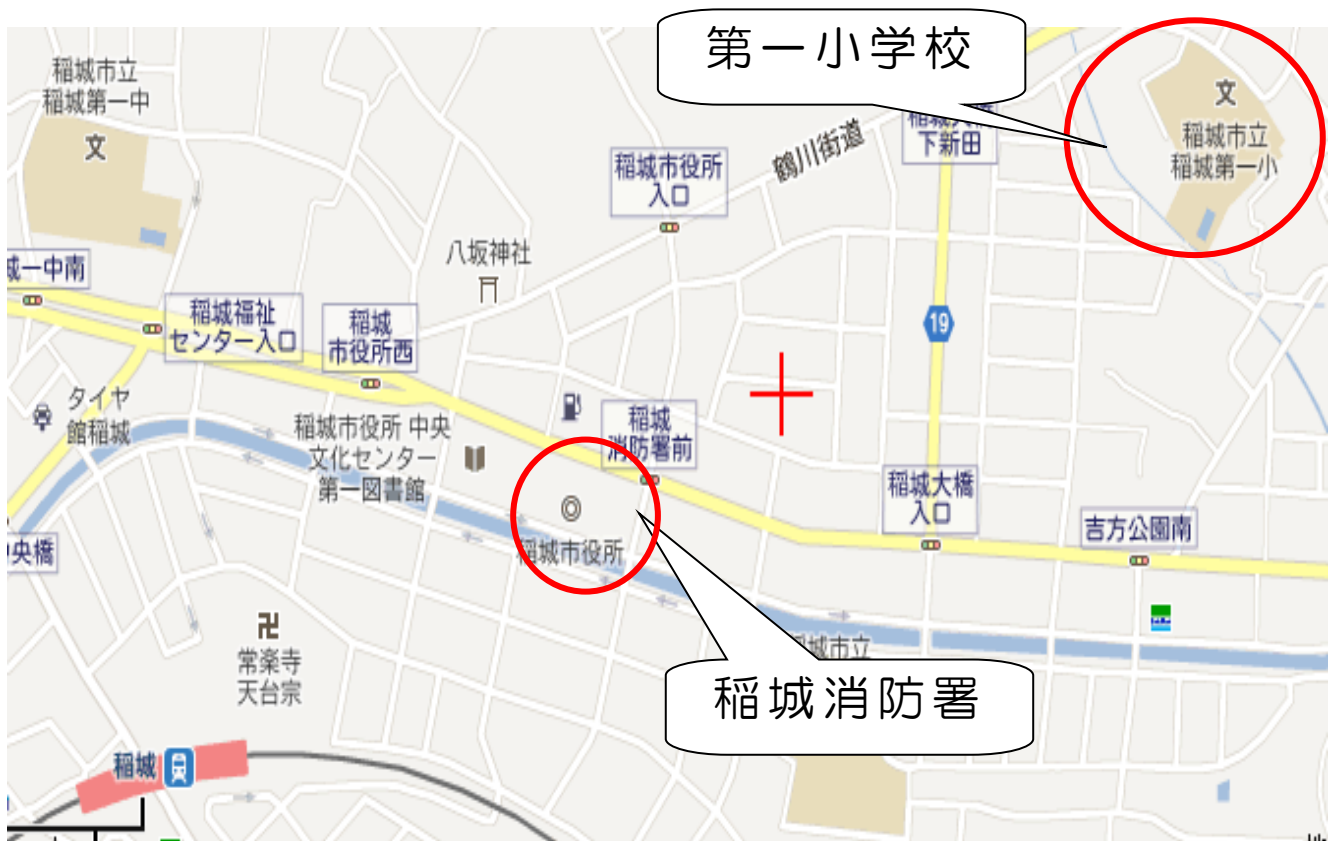 第一小学校
稲城市立
稲城第一中
文
稲城市役所
入口
鶴川街道
下新田
文
稲城市立
稲城第一小
八坂神社
城一中南
稲城福祉
センター入口
稲城
市役所西
19
タイヤ
館稲城
稲城市役所 中央
文化センター
第一図書館
稲城
消防署前
稲城大橋
入口
吉方公園南
稲城市役所
央橋
常楽寺
天台宗
城市立
稲城消防署
稲城